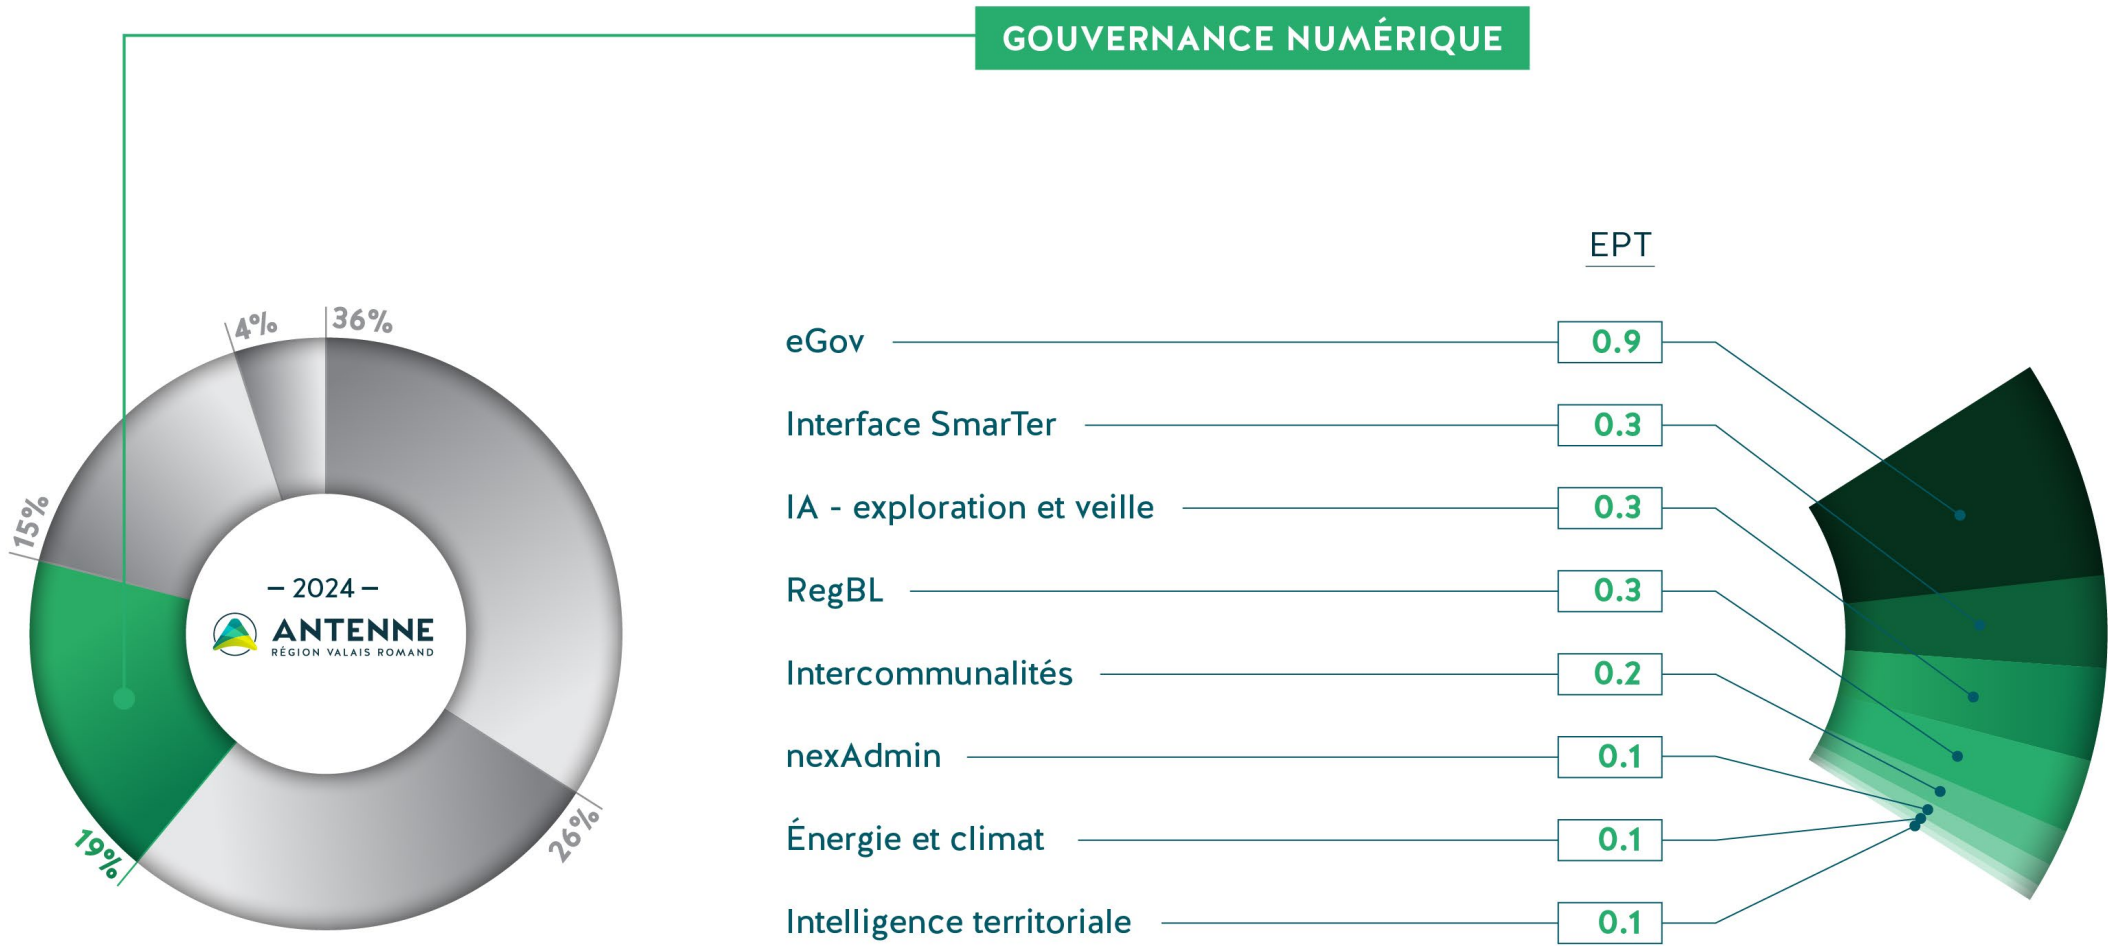 GOUVERNANCE NUMÉRIQUE
EPT
4%
36%
15%
19%
26%
– 2024 –
ANTENNE
RÉGION VALAIS ROMAND
eGov 0.9
Interface SmarTer 0.3
IA - exploration et veille 0.3
RegBL 0.3
Intercommunalités 0.2
nexAdmin 0.1
Énergie et climat 0.1
Intelligence territoriale 0.1